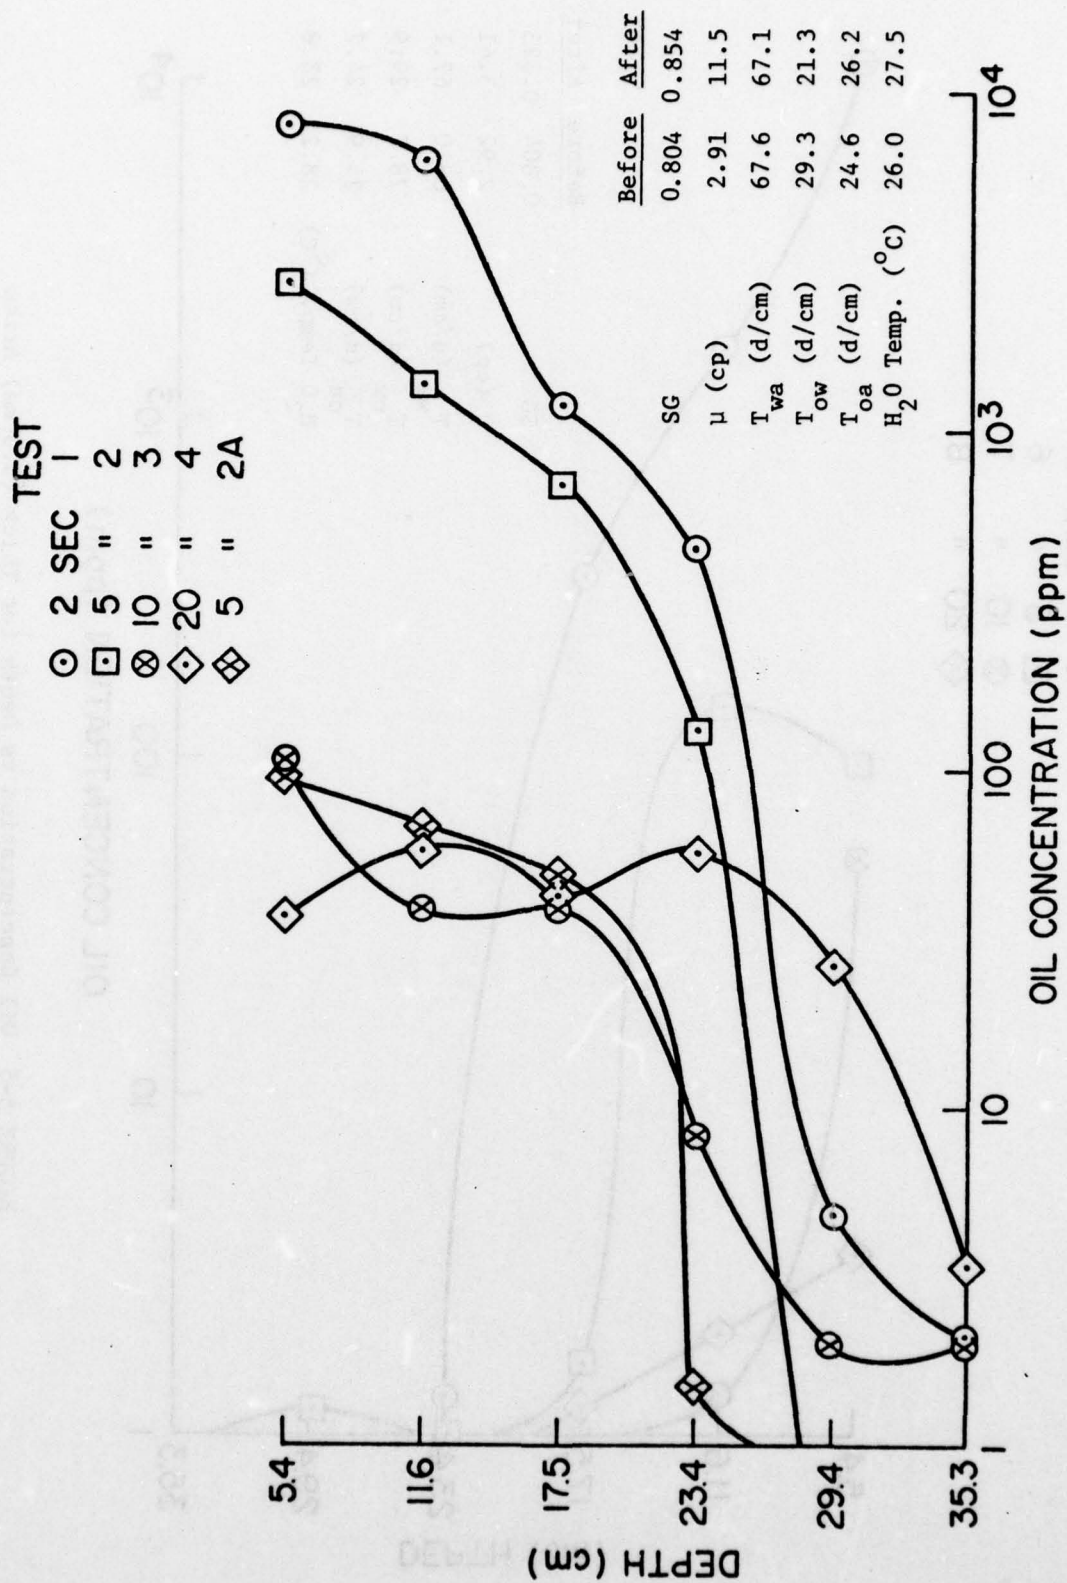 TEST
2 SEC 1
5 " 2
10 " 3
20 " 4
5 " 2A
DEPTH (cm)
5.4
11.6
17.5
23.4
29.4
35.3
Before After
SG 0.804 0.854
μ (cp) 2.91 11.5
Twa (d/cm) 67.6 67.1
Tow (d/cm) 29.3 21.3
Toa (d/cm) 24.6 26.2
H2O Temp. (°C) 26.0 27.5
1
10
100
10³
10⁴
OIL CONCENTRATION (ppm)